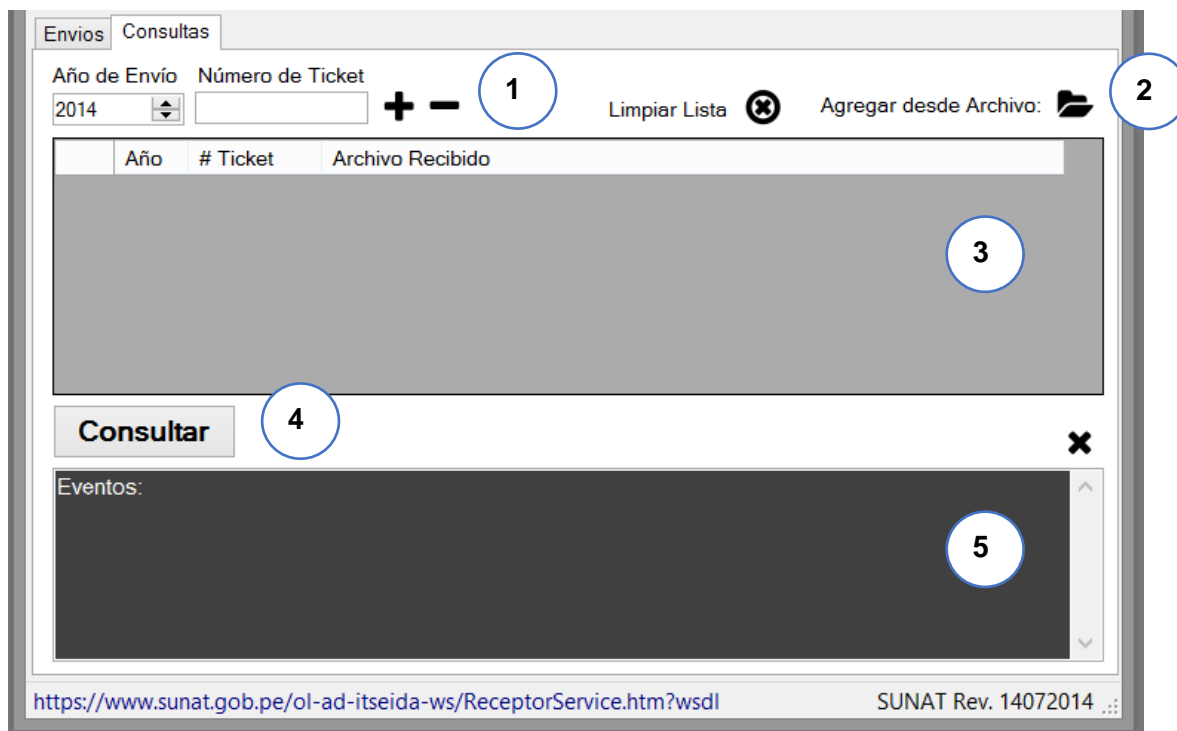 Envios Consultas
Año de Envío Número de Ticket
2014
1
Limpiar Lista
Agregar desde Archivo:
2
Año # Ticket Archivo Recibido
3
Consultar
4
Eventos:
5
https://www.sunat.gob.pe/ol-ad-itseida-ws/ReceptorService.htm?wsdl SUNAT Rev. 14072014